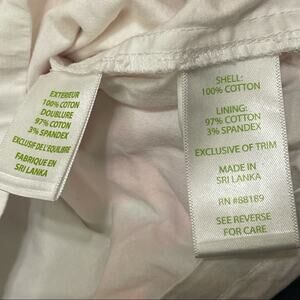 EXTERIEUR
100% COTON
DOUBLURE
97% COTON
3% SPANDEX
EXCLUSIF DE L'EQUILIBRE
FABRIQUE EN
SRI LANKA
SHELL:
100% COTTON
LINING:
97% COTTON
3% SPANDEX
EXCLUSIVE OF TRIM
MADE IN
SRI LANKA
RN #88189
SEE REVERSE
FOR CARE